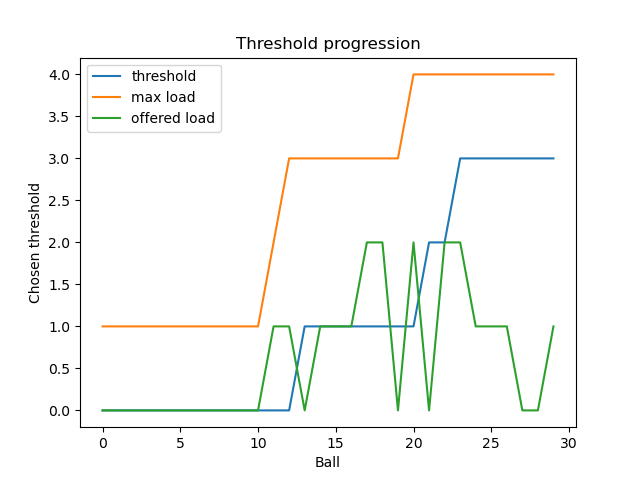 Threshold progression
threshold
max load
offered load
4.0
3.5
3.0
2.5
2.0
1.5
1.0
0.5
0.0
Chosen threshold
0 5 10 15 20 25 30
Ball